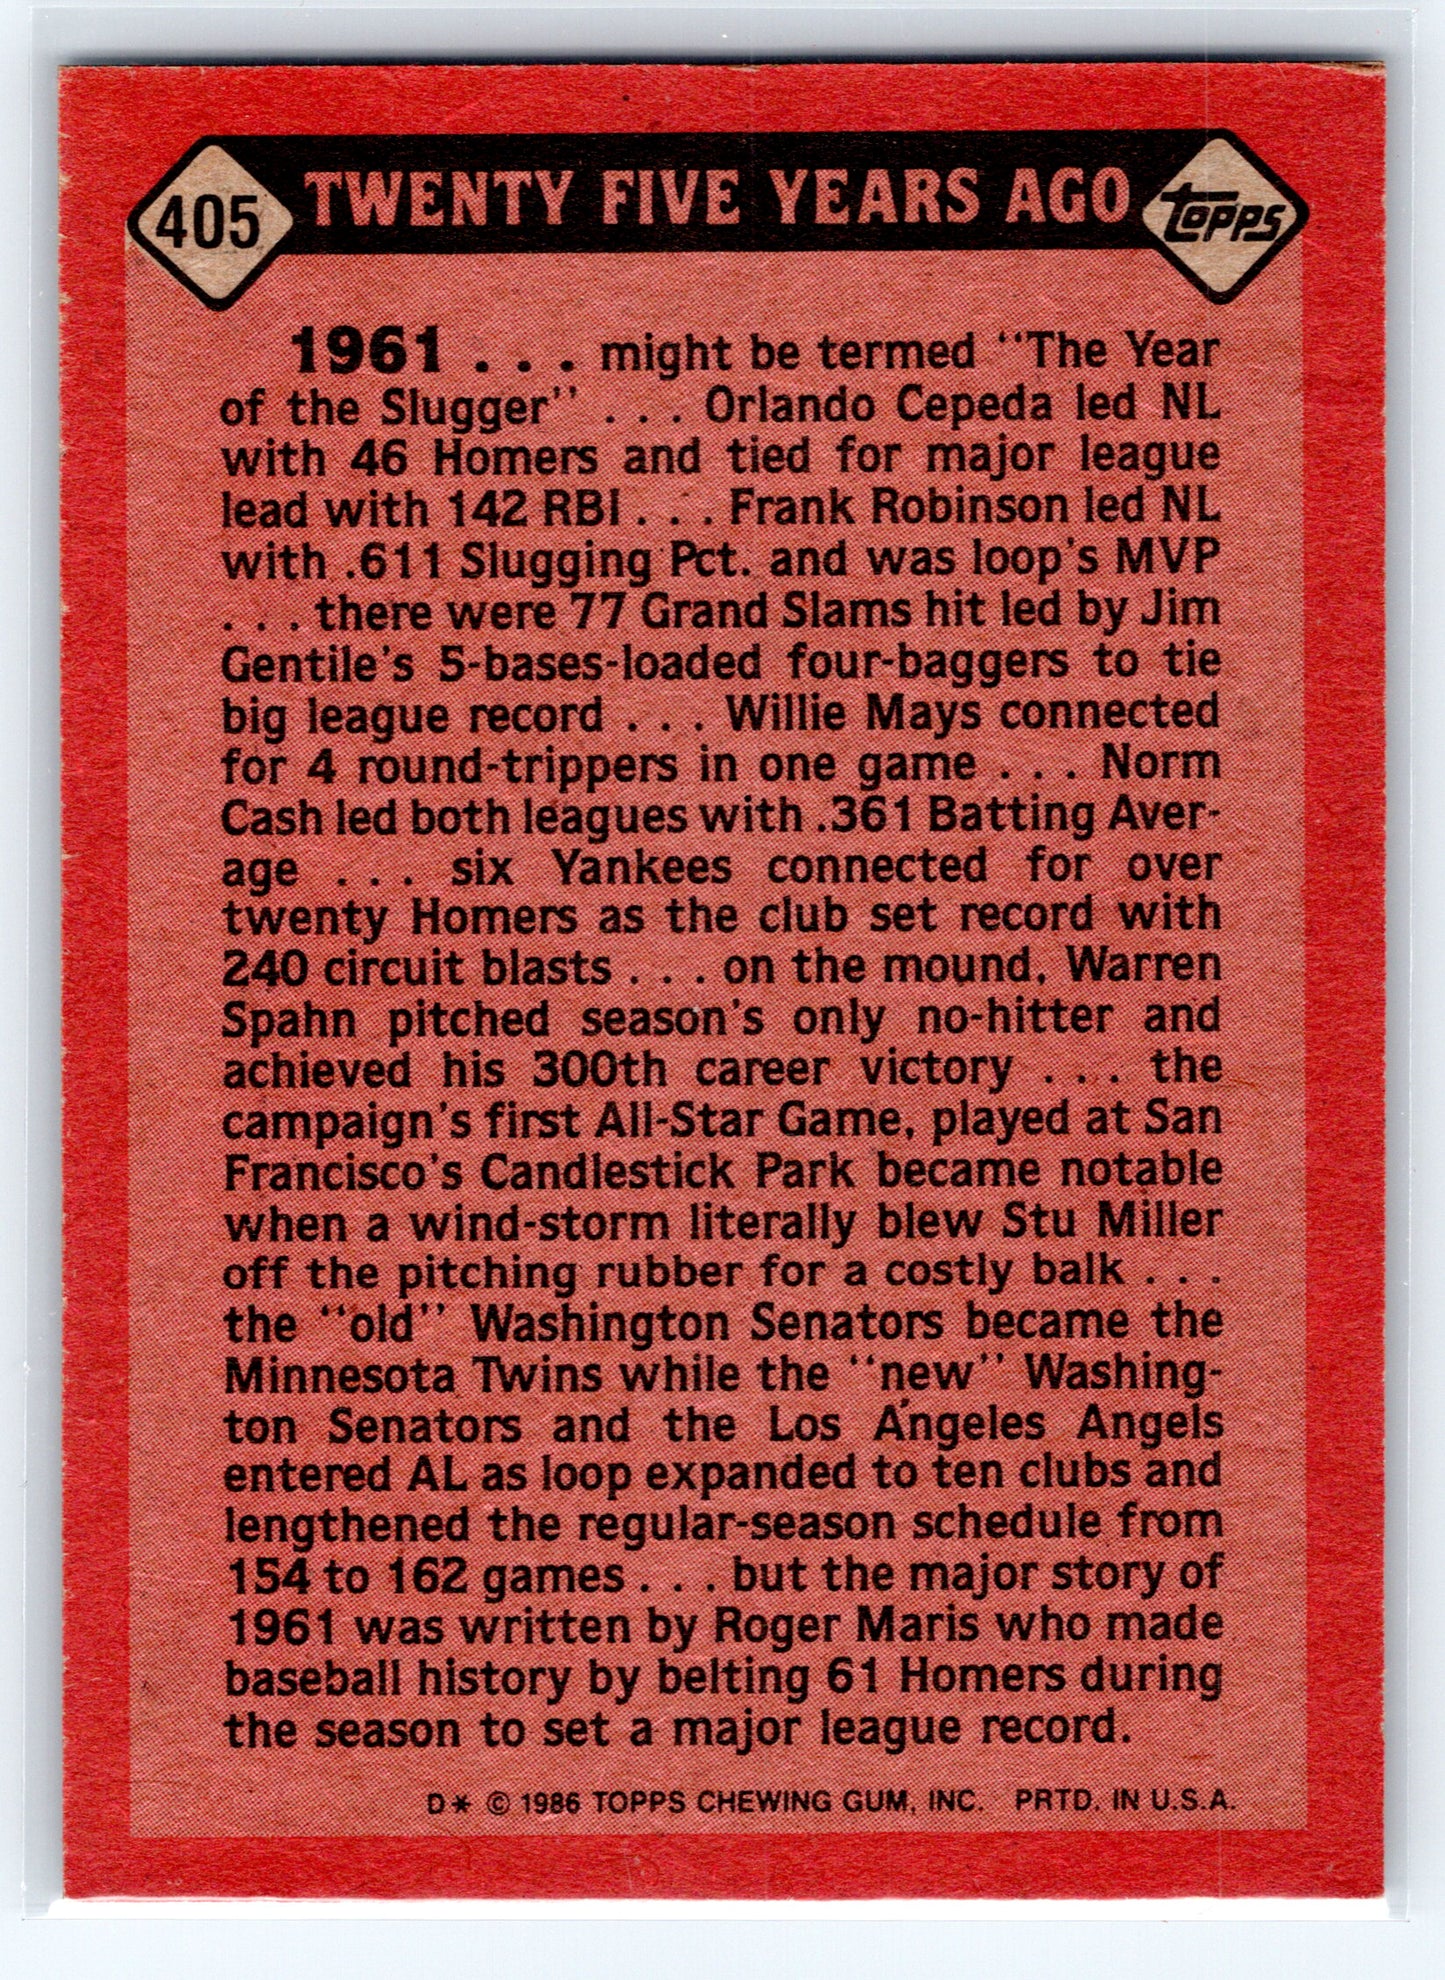 405 TWENTY FIVE YEARS AGO topps
1961 . . . might be termed "The Year
of the Slugger" . . . Orlando Cepeda led NL
with 46 Homers and tied for major league
lead with 142 RBI . . . Frank Robinson led NL
with .611 Slugging Pct. and was loop's MVP
. . . there were 77 Grand Slams hit led by Jim
Gentile's 5-bases-loaded four-baggers to tie
big league record . . . Willie Mays connected
for 4 round-trippers in one game . . . Norm
Cash led both leagues with .361 Batting Aver-
age . . . six Yankees connected for over
twenty Homers as the club set record with
240 circuit blasts . . . on the mound, Warren
Spahn pitched season's only no-hitter and
achieved his 300th career victory . . . the
campaign's first All-Star Game, played at San
Francisco's Candlestick Park became notable
when a wind-storm literally blew Stu Miller
off the pitching rubber for a costly balk . . .
the "old" Washington Senators became the
Minnesota Twins while the "new" Washing-
ton Senators and the Los Angeles Angels
entered AL as loop expanded to ten clubs and
lengthened the regular-season schedule from
154 to 162 games . . . but the major story of
1961 was written by Roger Maris who made
baseball history by belting 61 Homers during
the season to set a major league record.
D* © 1986 TOPPS CHEWING GUM, INC. PRTD. IN U.S.A.